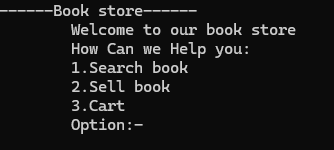 ------Book store------
Welcome to our book store
How Can we Help you:
1.Search book
2.Sell book
3.Cart
Option:-